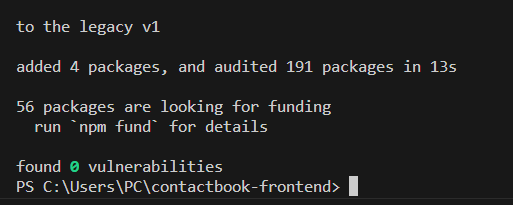 to the legacy v1
added 4 packages, and audited 191 packages in 13s
56 packages are looking for funding
run `npm fund` for details
found 0 vulnerabilities
PS C:\Users\PC\contactbook-frontend>